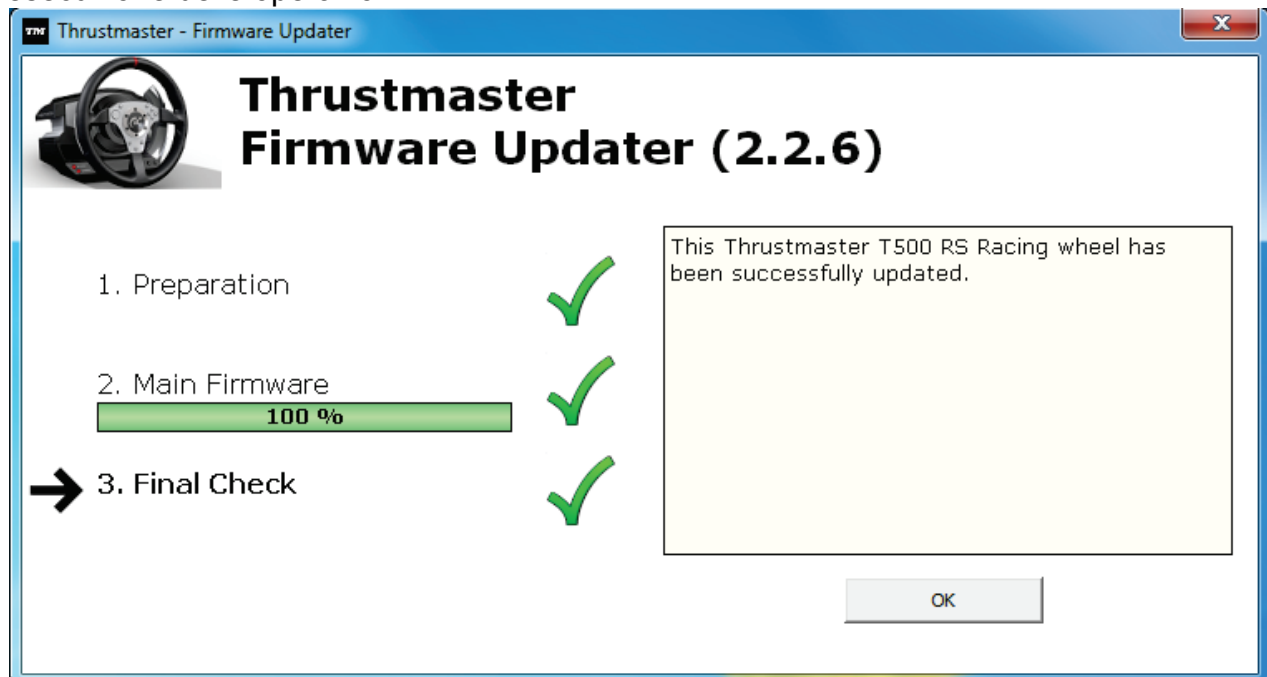 Thrustmaster - Firmware Updater
Thrustmaster
Firmware Updater (2.2.6)
1. Preparation
2. Main Firmware
100 %
3. Final Check
This Thrustmaster T500 RS Racing wheel has
been successfully updated.
OK